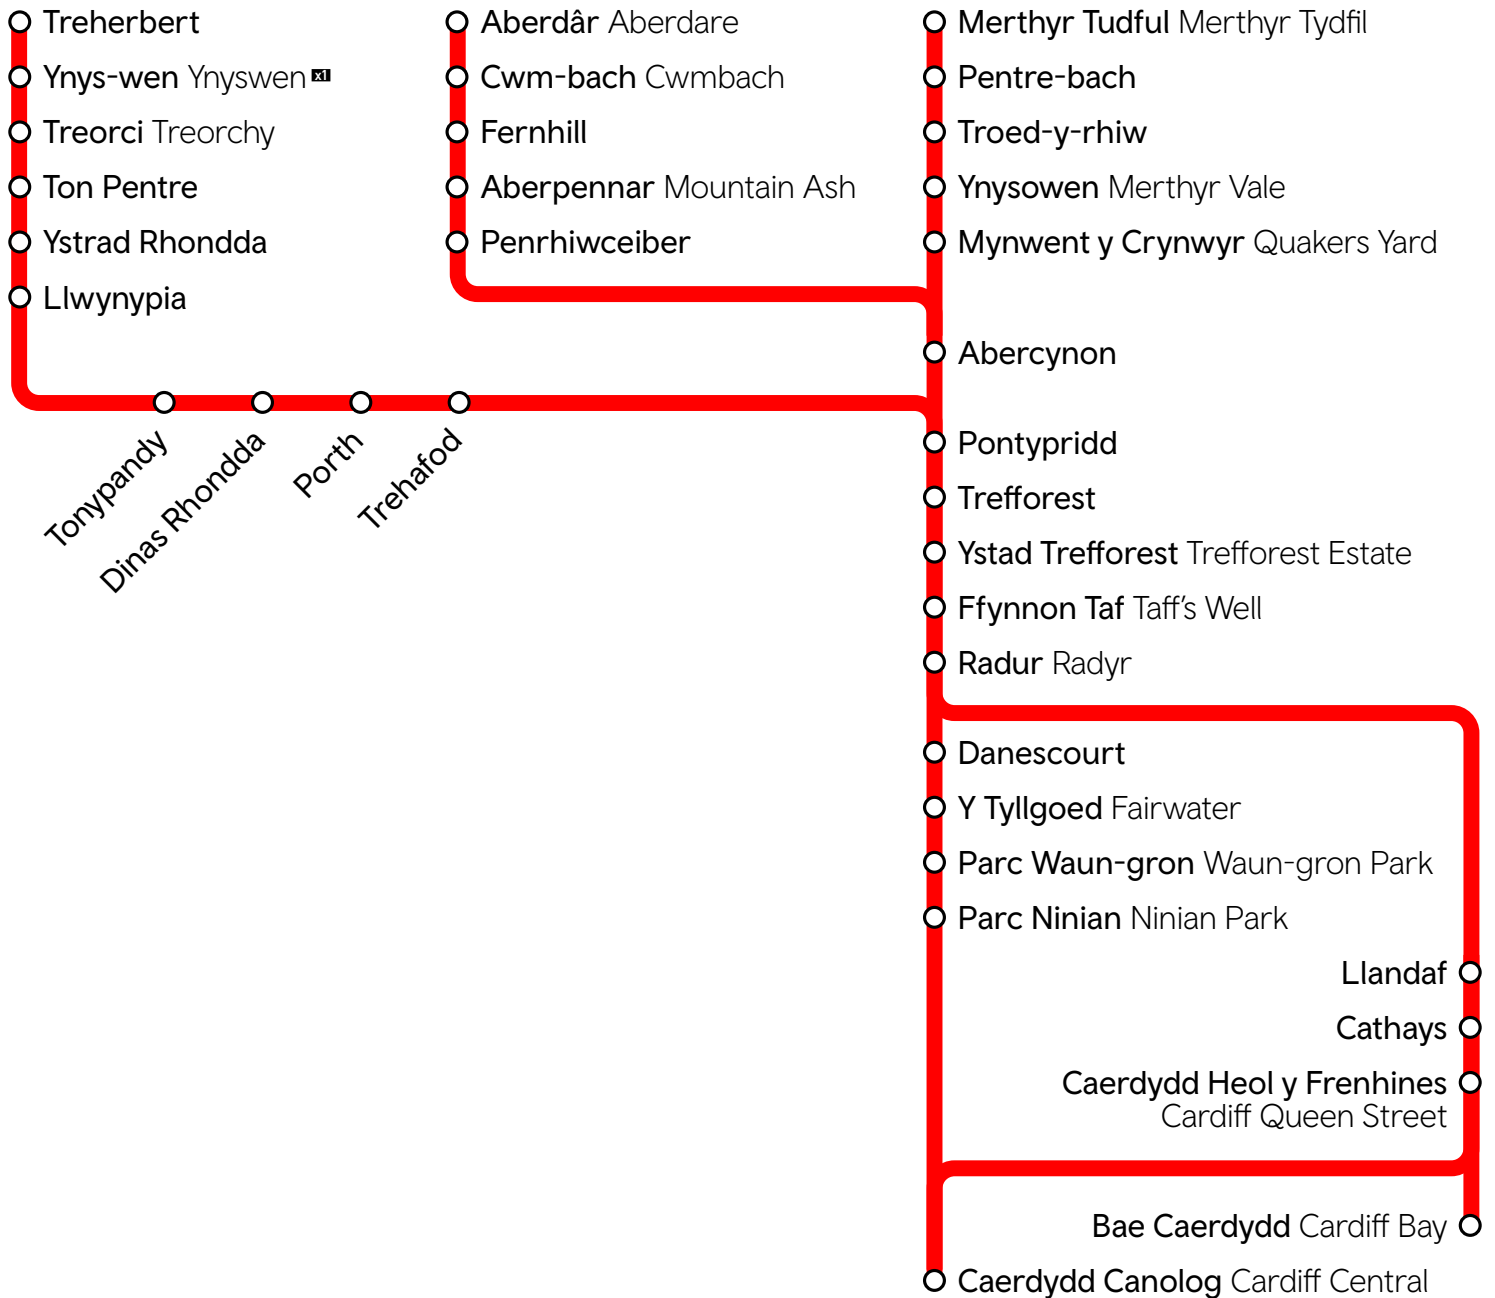 Treherbert
Ynys-wen Ynyswen x1
Treorci Treorchy
Ton Pentre
Ystrad Rhondda
Llwynypia
Tonypandy
Dinas Rhondda
Porth
Trehafod
Aberdâr Aberdare
Cwm-bach Cwmbach
Fernhill
Aberpennar Mountain Ash
Penrhiwceiber
Merthyr Tudful Merthyr Tydfil
Pentre-bach
Troed-y-rhiw
Ynysowen Merthyr Vale
Mynwent y Crynwyr Quakers Yard
Abercynon
Pontypridd
Trefforest
Ystad Trefforest Trefforest Estate
Ffynnon Taf Taff’s Well
Radur Radyr
Danescourt
Y Tyllgoed Fairwater
Parc Waun-gron Waun-gron Park
Parc Ninian Ninian Park
Llandaf
Cathays
Caerdydd Heol y Frenhines
Cardiff Queen Street
Bae Caerdydd Cardiff Bay
Caerdydd Canolog Cardiff Central